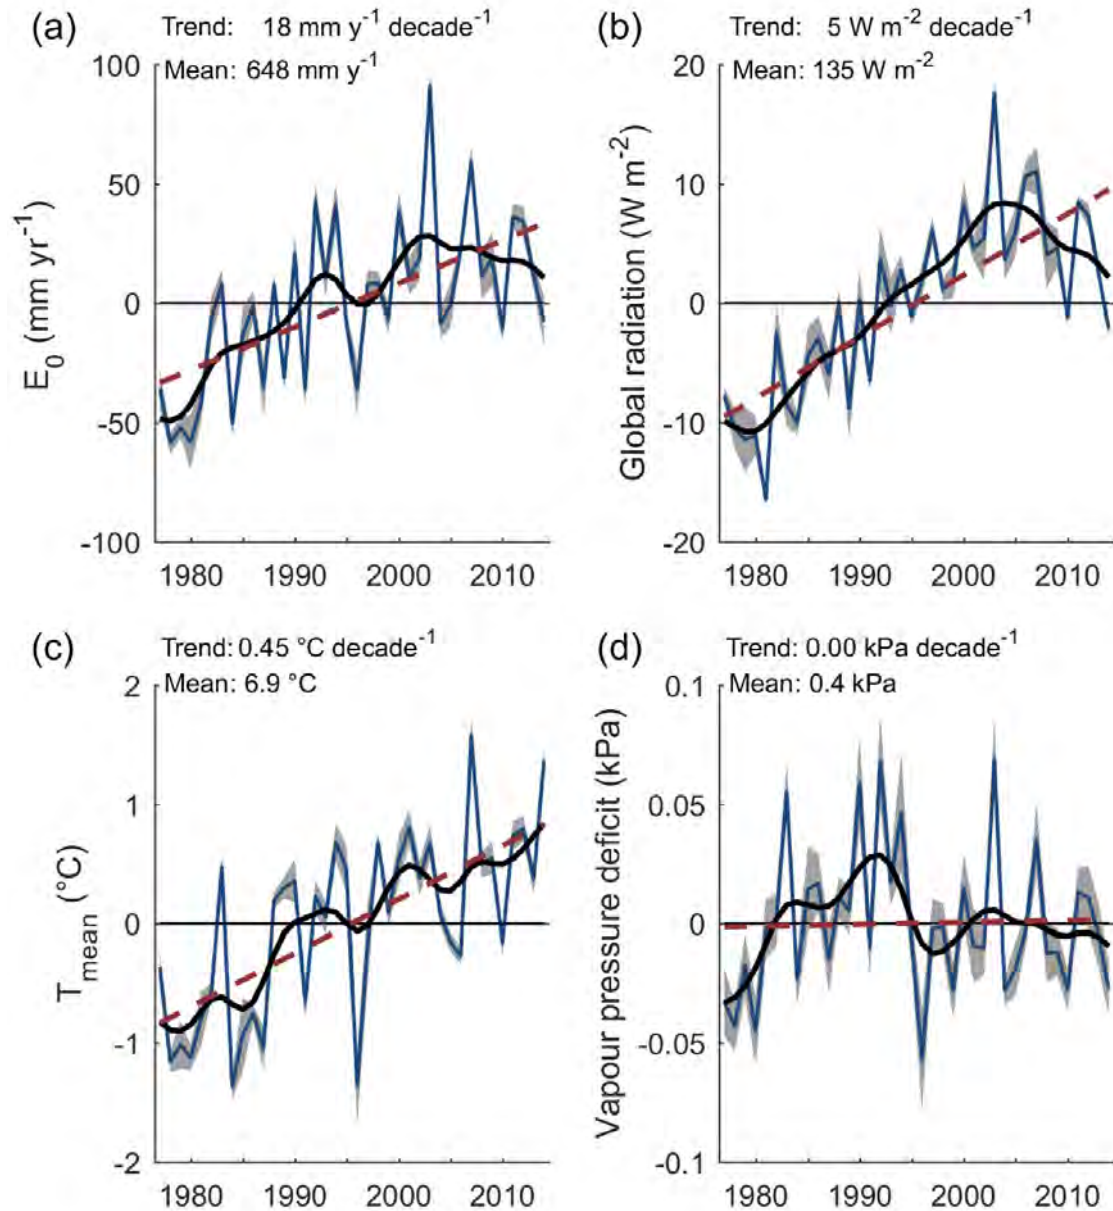 (a) Trend: 18 mm y⁻¹ decade⁻¹
Mean: 648 mm y⁻¹
100
50
0
-50
-100
E₀ (mm yr⁻¹)
1980 1990 2000 2010
(b) Trend: 5 W m⁻² decade⁻¹
Mean: 135 W m⁻²
20
10
0
-10
-20
Global radiation (W m⁻²)
1980 1990 2000 2010
(c) Trend: 0.45 °C decade⁻¹
Mean: 6.9 °C
2
1
0
-1
-2
Tmean (°C)
1980 1990 2000 2010
(d) Trend: 0.00 kPa decade⁻¹
Mean: 0.4 kPa
0.1
0.05
0
-0.05
-0.1
Vapour pressure deficit (kPa)
1980 1990 2000 2010